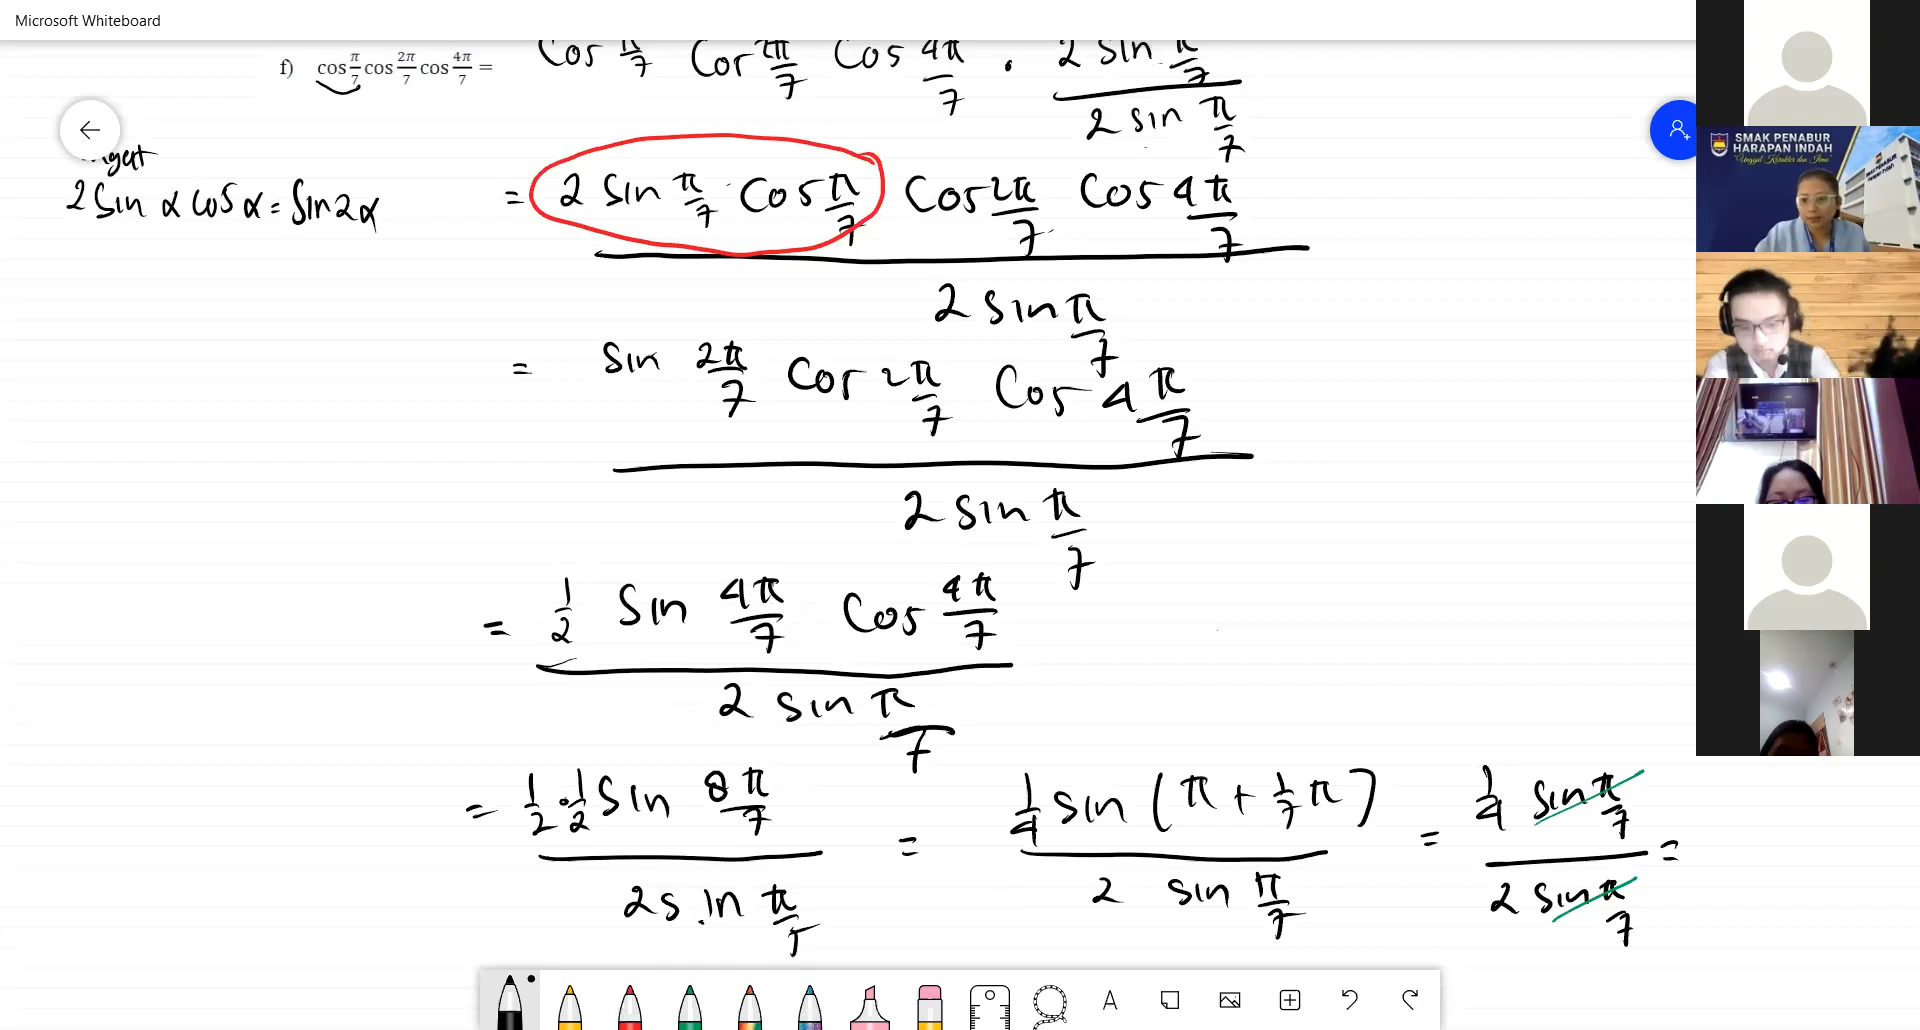 Microsoft Whiteboard
f) cos π/7 cos 2π/7 cos 4π/7 =
Cos π/7 Cos 2π/7 Cos 4π/7 · 2 sin π/7 / 2 sin π/7
SMAK PENABUR
HARAPAN INDAH
"Unggul Karakter dan Ilmu"
2 Sin α cos α = Sin 2α
= 2 sin π/7 · Cos π/7 Cos 2π/7 Cos 4π/7
2 sin π/7
= sin 2π/7 Cos 2π/7 Cos 4π/7
2 sin π/7
= 1/2 Sin 4π/7 Cos 4π/7
2 sin π/7
= 1/2 · 1/2 Sin 8π/7 = 1/4 sin (π + 1/7 π) = 1/4 sin π/7 =
2 sin π/7 2 sin π/7 2 sin π/7